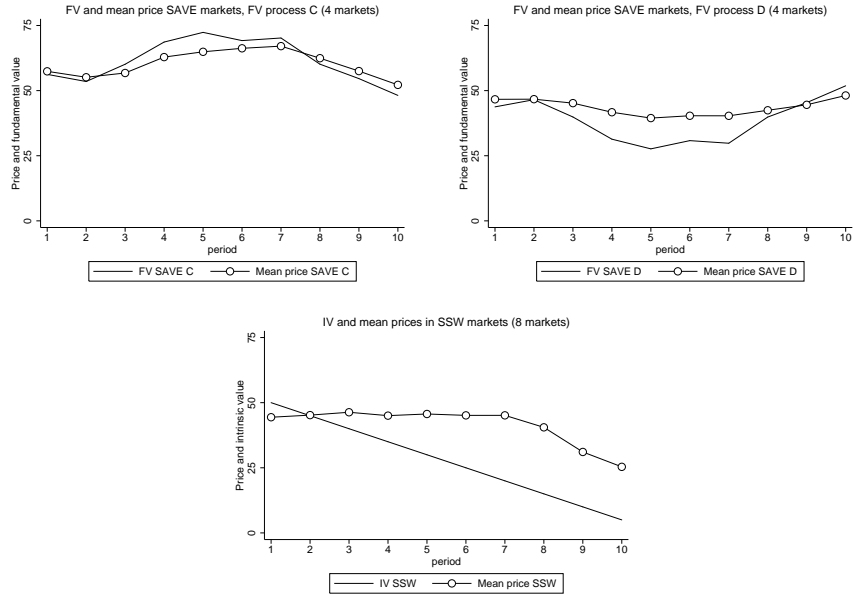 FV and mean price SAVE markets, FV process C (4 markets)
Price and fundamental value
75
50
25
0
1 2 3 4 5 6 7 8 9 10
period
FV SAVE C Mean price SAVE C
FV and mean price SAVE markets, FV process D (4 markets)
Price and fundamental value
75
50
25
0
1 2 3 4 5 6 7 8 9 10
period
FV SAVE D Mean price SAVE D
IV and mean prices in SSW markets (8 markets)
Price and intrinsic value
75
50
25
0
1 2 3 4 5 6 7 8 9 10
period
IV SSW Mean price SSW